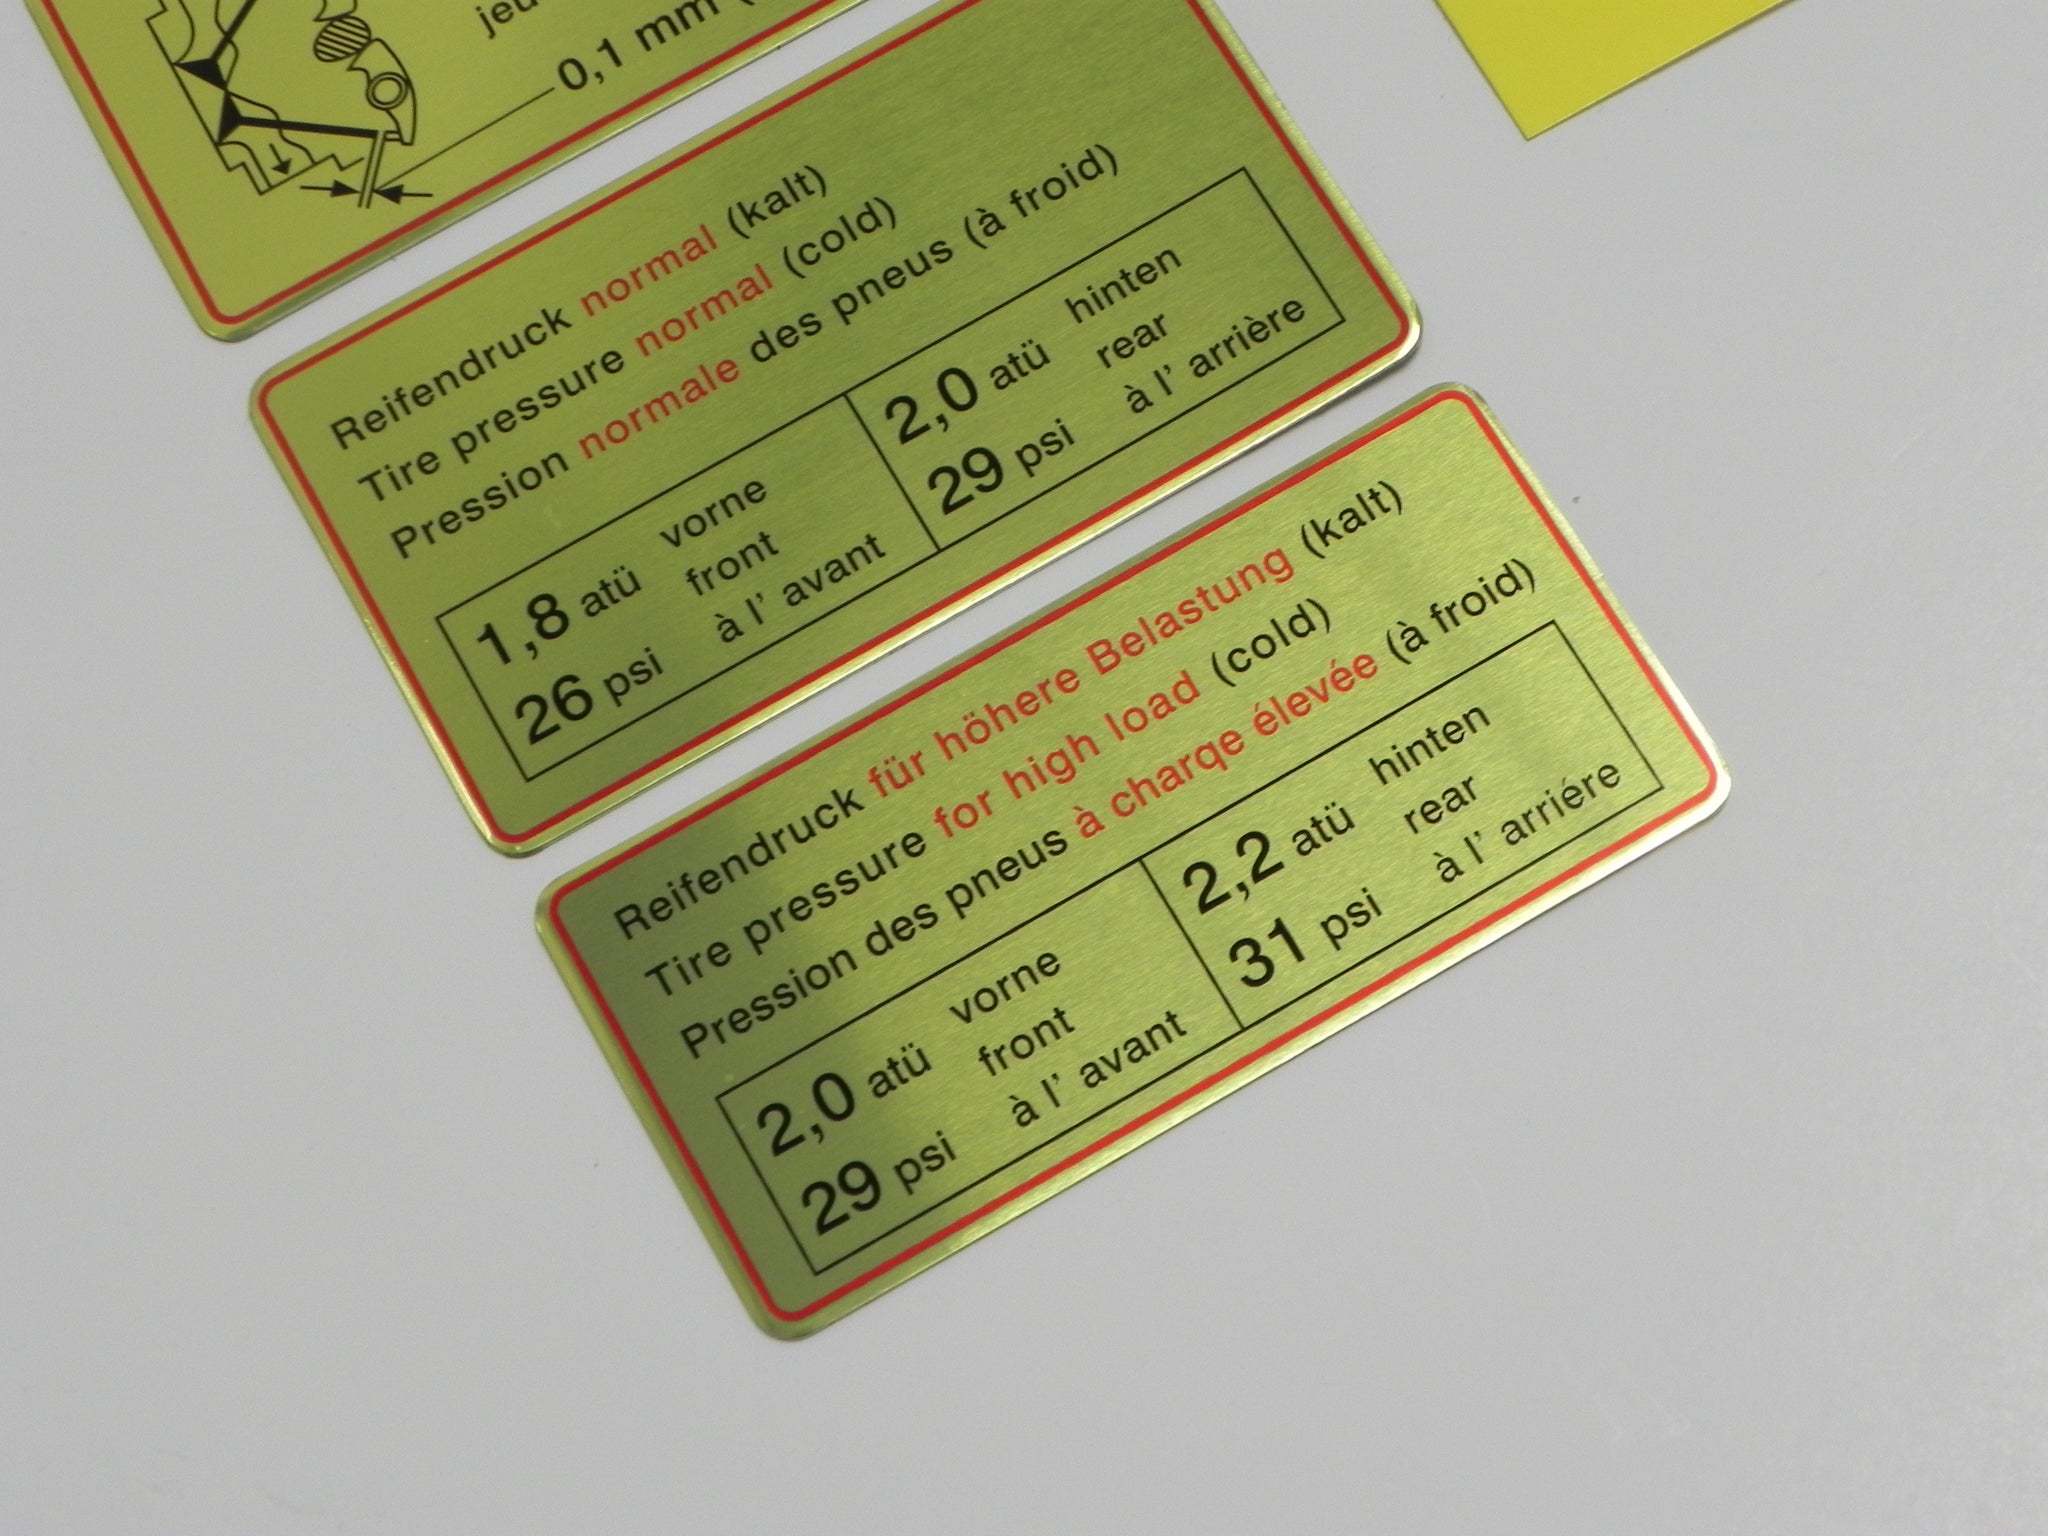 jeu
0,1 mm (
Reifendruck normal (kalt)
Tire pressure normal (cold)
Pression normale des pneus (à froid)
1,8 atü vorne
26 psi front
à l' avant
2,0 atü hinten
29 psi rear
à l' arrière
Reifendruck für höhere Belastung (kalt)
Tire pressure for high load (cold)
Pression des pneus à charqe élevée (à froid)
2,0 atü vorne
29 psi front
à l' avant
2,2 atü hinten
31 psi rear
à l' arriére